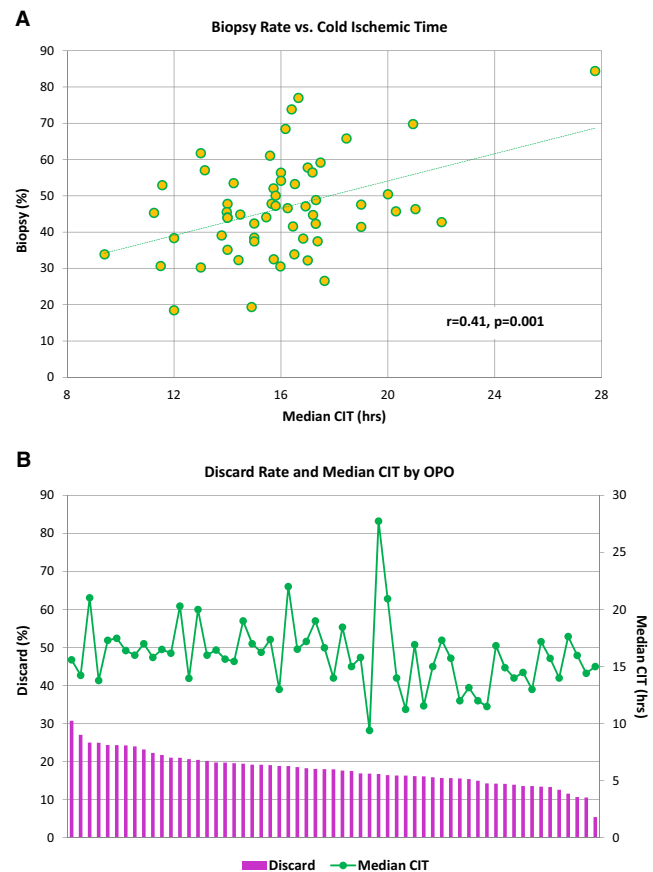 A
Biopsy Rate vs. Cold Ischemic Time
90
80
70
60
50
40
30
20
10
0
Biopsy (%)
r=0.41, p=0.001
8 12 16 20 24 28
Median CIT (hrs)
B
Discard Rate and Median CIT by OPO
90
80
70
60
50
40
30
20
10
0
Discard (%)
30
25
20
15
10
5
0
Median CIT (hrs)
Discard Median CIT